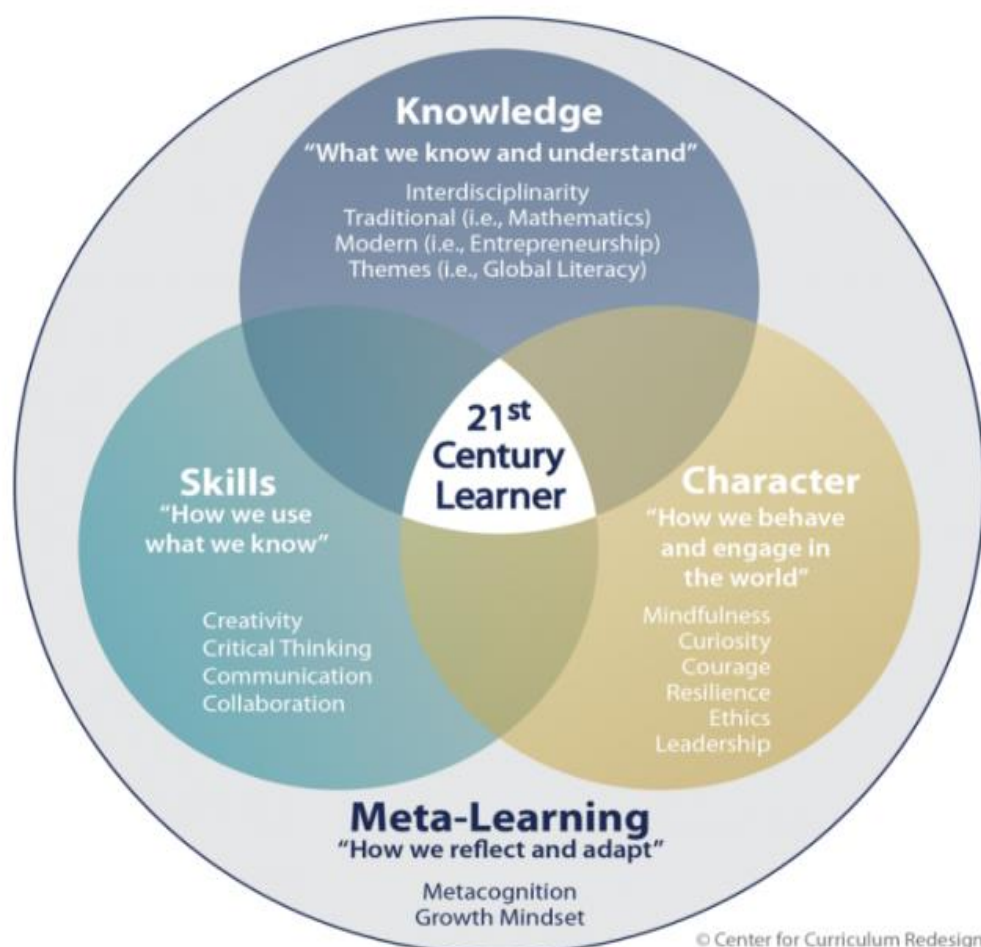 Knowledge
“What we know and understand”
Interdisciplinarity
Traditional (i.e., Mathematics)
Modern (i.e., Entrepreneurship)
Themes (i.e., Global Literacy)
21st
Century
Learner
Skills
“How we use
what we know”
Creativity
Critical Thinking
Communication
Collaboration
Character
“How we behave
and engage in
the world”
Mindfulness
Curiosity
Courage
Resilience
Ethics
Leadership
Meta-Learning
“How we reflect and adapt”
Metacognition
Growth Mindset
© Center for Curriculum Redesign